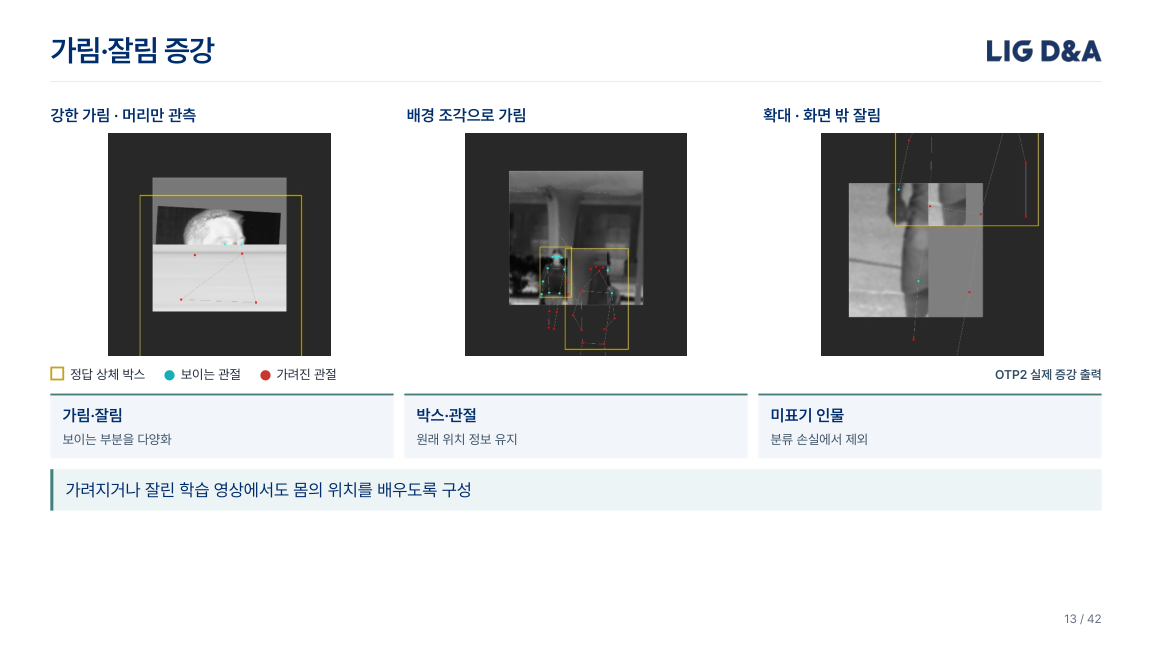 가림·잘림 증강
LIG D&A
강한 가림 · 머리만 관측
배경 조각으로 가림
확대 · 화면 밖 잘림
정답 상체 박스
보이는 관절
가려진 관절
OTP2 실제 증강 출력
가림·잘림
보이는 부분을 다양화
박스·관절
원래 위치 정보 유지
미표기 인물
분류 손실에서 제외
가려지거나 잘린 학습 영상에서도 몸의 위치를 배우도록 구성
13 / 42